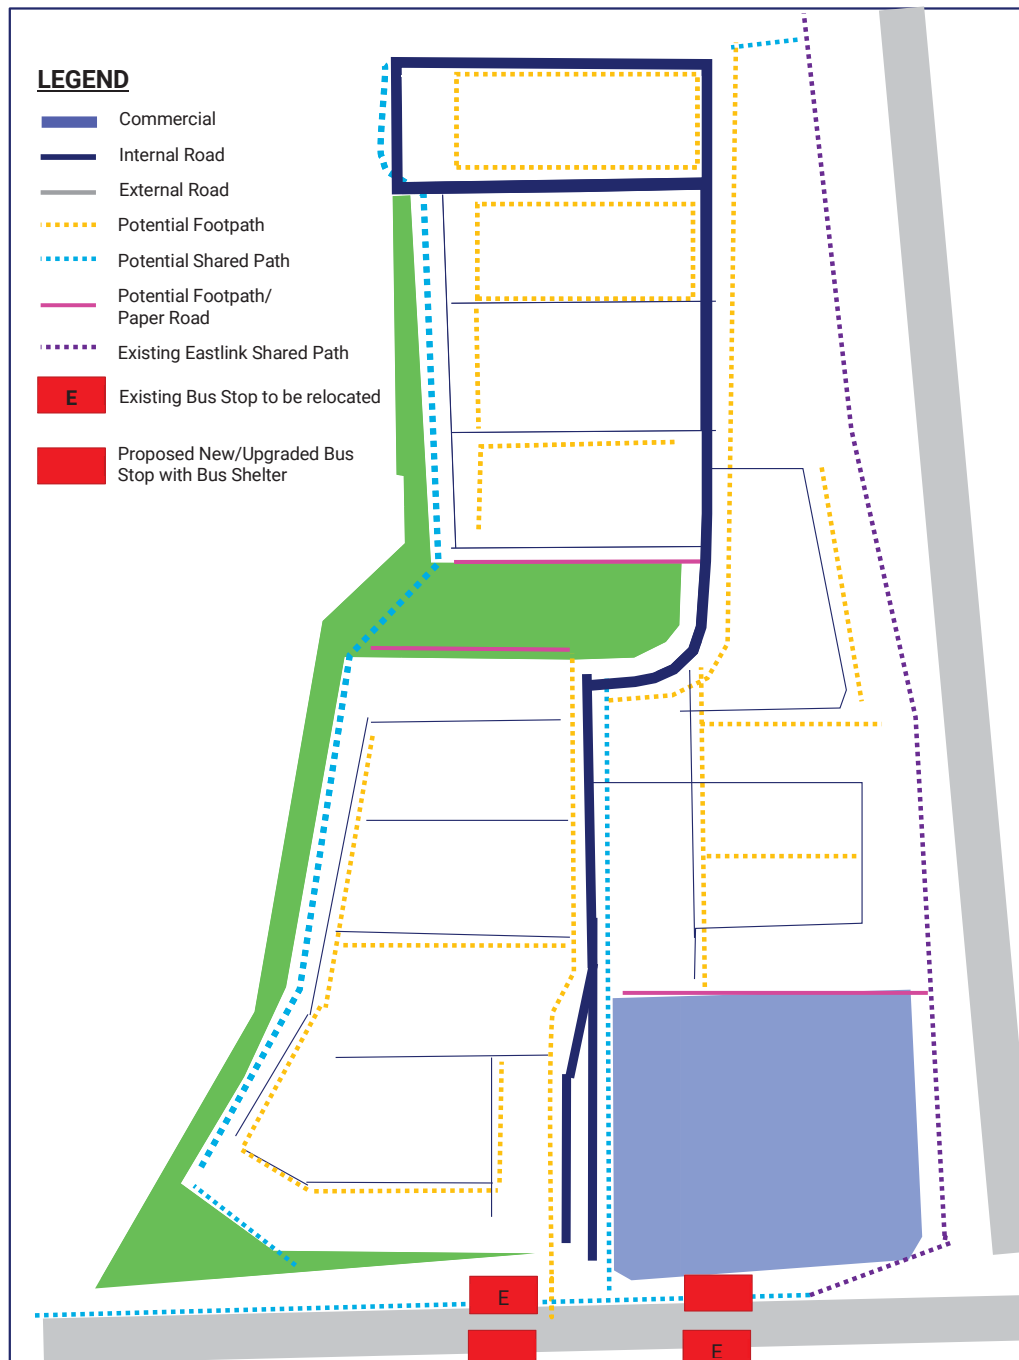 LEGEND
Commercial
Internal Road
External Road
Potential Footpath
Potential Shared Path
Potential Footpath/
Paper Road
Existing Eastlink Shared Path
E
Existing Bus Stop to be relocated
Proposed New/Upgraded Bus
Stop with Bus Shelter
E
E